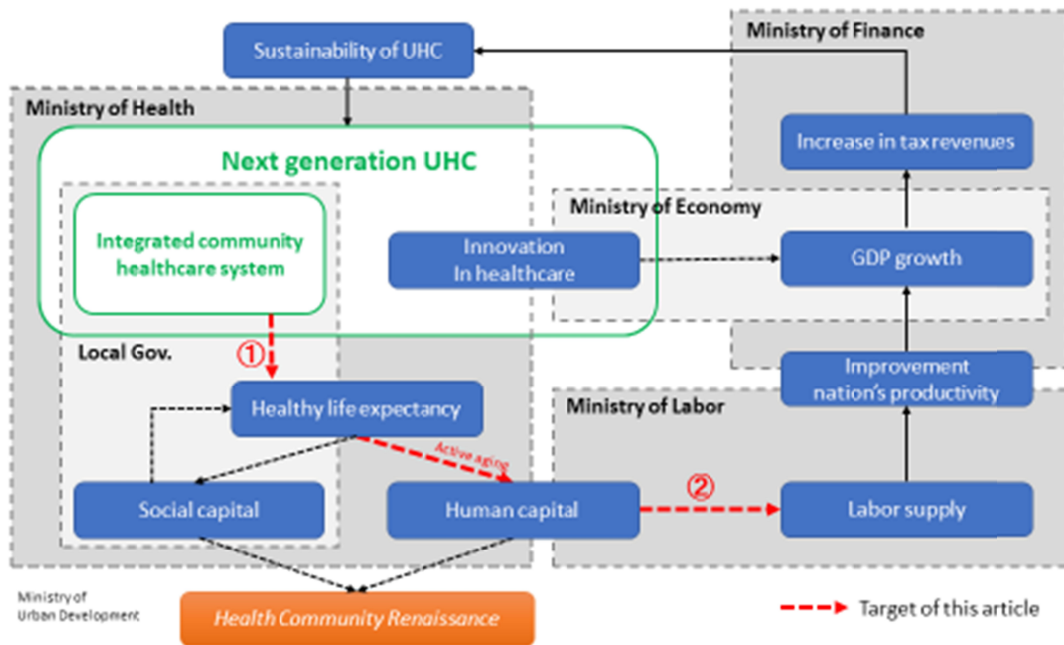 Ministry of Finance
Sustainability of UHC
Ministry of Health
Increase in tax revenues
Next generation UHC
Ministry of Economy
Integrated community
healthcare system
Innovation
In healthcare
GDP growth
①
Local Gov.
Improvement
nation's productivity
Healthy life expectancy
Ministry of Labor
Active aging
②
Social capital
Human capital
Labor supply
Ministry of
Urban Development
Health Community Renaissance
Target of this article